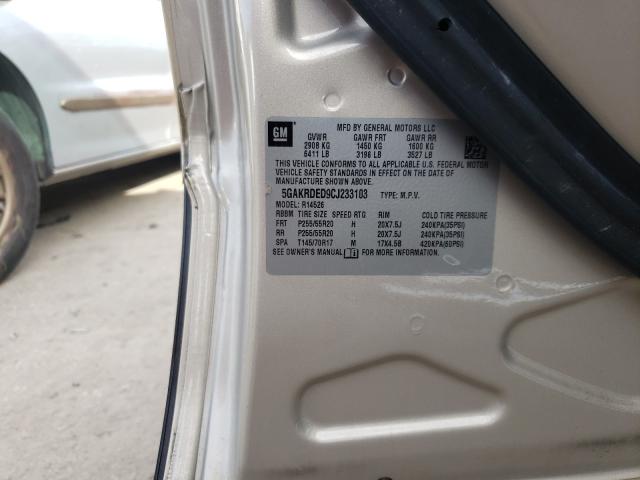 GM
MFD BY GENERAL MOTORS LLC
GVWR GAWR FRT GAWR RR
2908 KG 1450 KG 1600 KG
6411 LB 3196 LB 3527 LB
THIS VEHICLE CONFORMS TO ALL APPLICABLE U.S. FEDERAL MOTOR
VEHICLE SAFETY STANDARDS IN EFFECT ON THE DATE OF
MANUFACTURE SHOWN ABOVE.
5GAKRDED9CJ233103 TYPE: M.P.V.
MODEL: R14526
RBBM TIRE SIZE SPEED RTG RIM COLD TIRE PRESSURE
FRT P255/55R20 H 20X7.5J 240KPA(35PSI)
RR P255/55R20 H 20X7.5J 240KPA(35PSI)
SPA T145/70R17 M 17X4.5B 420KPA(60PSI)
SEE OWNER'S MANUAL FOR MORE INFORMATION.